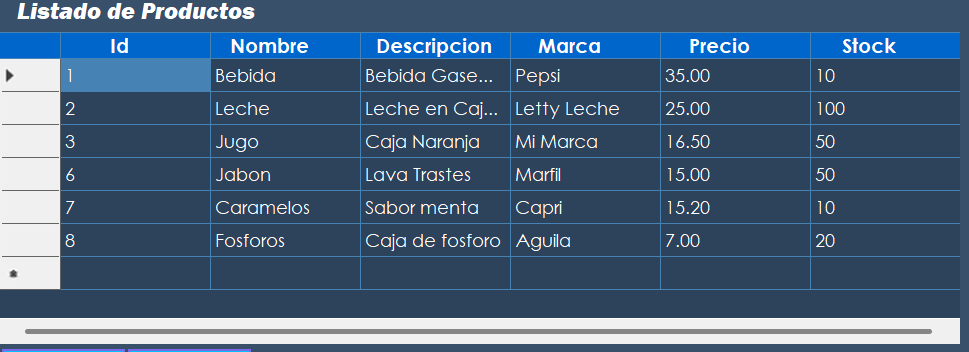 Listado de Productos
Id Nombre Descripcion Marca Precio Stock
1 Bebida Bebida Gase... Pepsi 35.00 10
2 Leche Leche en Caj... Letty Leche 25.00 100
3 Jugo Caja Naranja Mi Marca 16.50 50
6 Jabon Lava Trastes Marfil 15.00 50
7 Caramelos Sabor menta Capri 15.20 10
8 Fosforos Caja de fosforo Aguila 7.00 20